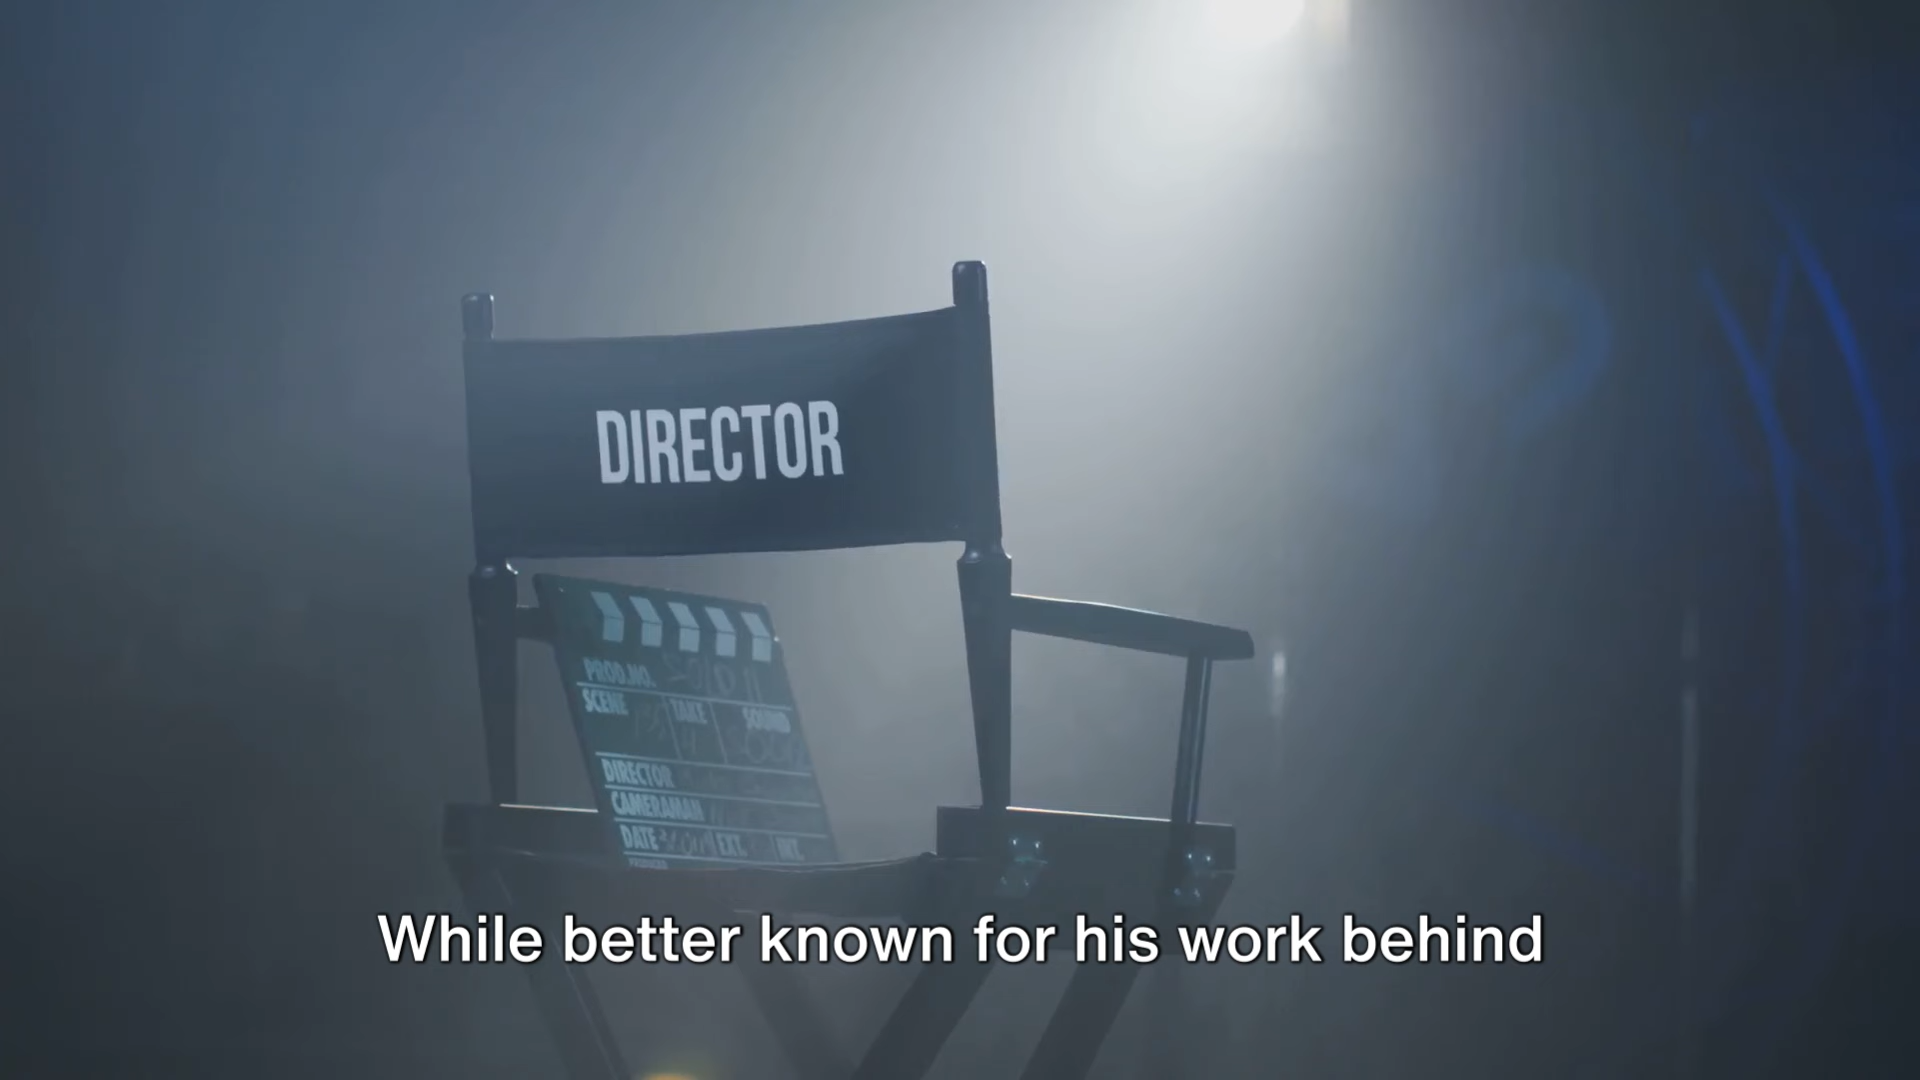 DIRECTOR
PROD.NO.
SCENE TAKE SOUND
DIRECTOR
CAMERAMAN
DATE EXT. INT.
While better known for his work behind